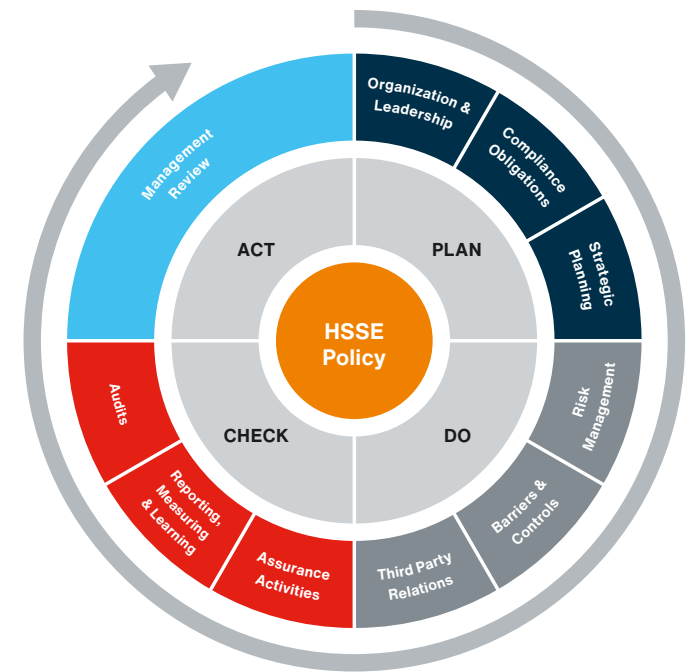 Organization &
Leadership
Compliance
Obligations
Strategic
Planning
Risk
Management
Barriers &
Controls
Third Party
Relations
Assurance
Activities
Reporting,
Measuring
& Learning
Audits
Management
Review
PLAN
DO
CHECK
ACT
HSSE
Policy